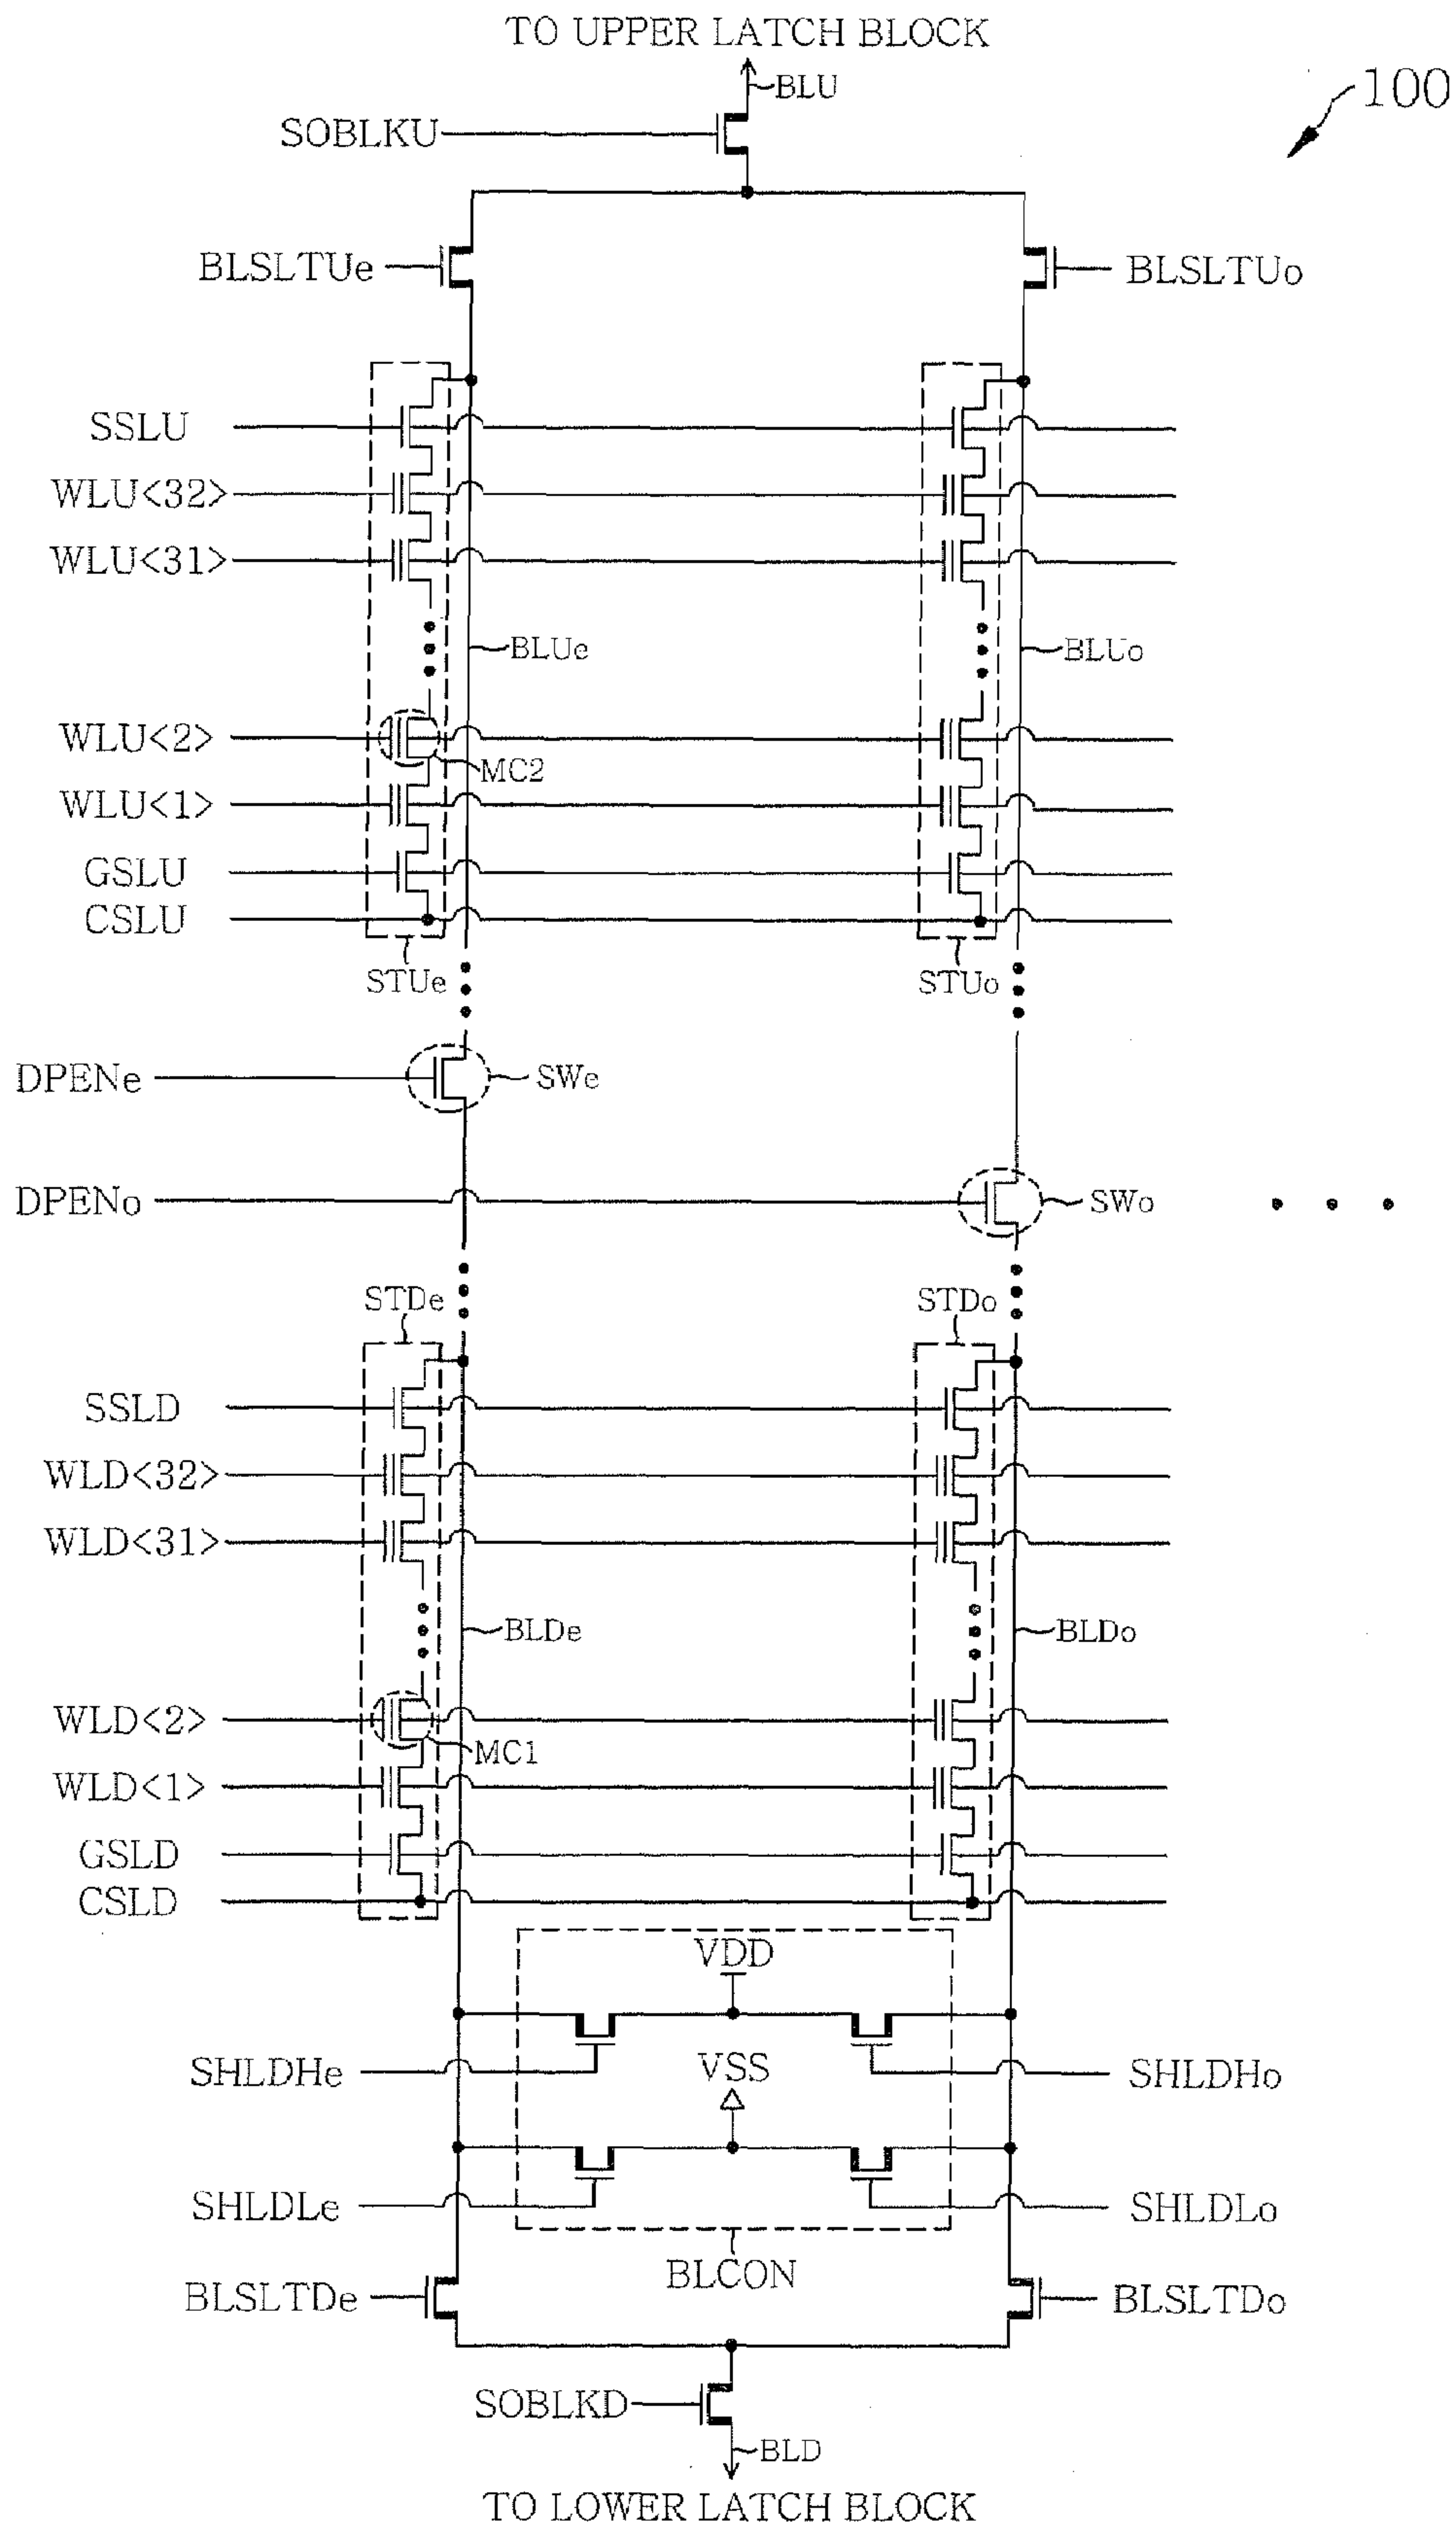 TO UPPER LATCH BLOCK
BLU
100
SOBLKU
BLSLTUe
BLSLTUo
SSLU
WLU<32>
WLU<31>
BLUe
BLUo
WLU<2>
MC2
WLU<1>
GSLU
CSLU
STUe
STUo
DPENe
SWe
DPENo
SWo
STDe
STDo
SSLD
WLD<32>
WLD<31>
BLDe
BLDo
WLD<2>
MC1
WLD<1>
GSLD
CSLD
VDD
SHLDHe
VSS
SHLDHo
SHLDLe
SHLDLo
BLCON
BLSLTDe
BLSLTDo
SOBLKD
BLD
TO LOWER LATCH BLOCK